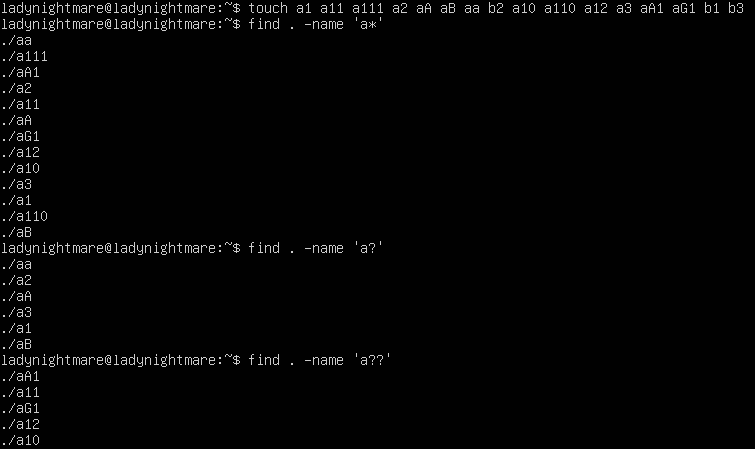 ladynightmare@ladynightmare:~$ touch a1 a11 a111 a2 aA aB aa b2 a10 a110 a12 a3 aA1 aG1 b1 b3
ladynightmare@ladynightmare:~$ find . -name 'a*'
./aa
./a111
./aA1
./a2
./a11
./aA
./aG1
./a12
./a10
./a3
./a1
./a110
./aB
ladynightmare@ladynightmare:~$ find . -name 'a?'
./aa
./a2
./aA
./a3
./a1
./aB
ladynightmare@ladynightmare:~$ find . -name 'a??'
./aA1
./a11
./aG1
./a12
./a10